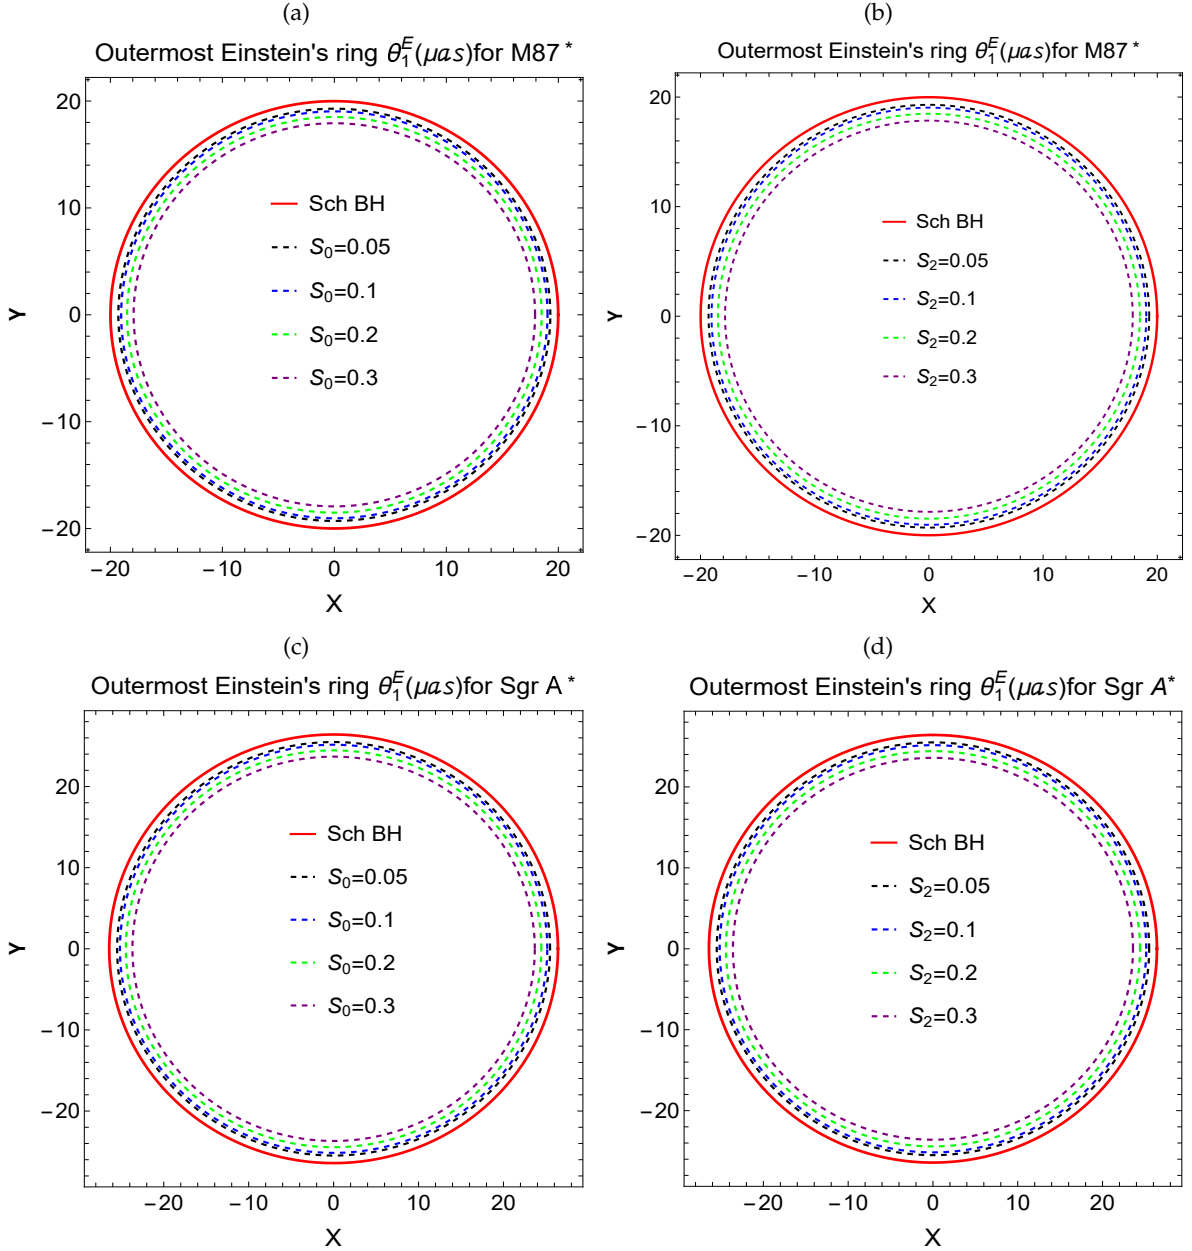 (a)
Outermost Einstein's ring θ₁ᴱ(μas)for M87 *
Y
20
10
0
−10
−20
Sch BH
S₀=0.05
S₀=0.1
S₀=0.2
S₀=0.3
−20 −10 0 10 20
X
(b)
Outermost Einstein's ring θ₁ᴱ(μas)for M87 *
Y
20
10
0
−10
−20
Sch BH
S₂=0.05
S₂=0.1
S₂=0.2
S₂=0.3
−20 −10 0 10 20
X
(c)
Outermost Einstein's ring θ₁ᴱ(μas)for Sgr A *
Y
20
10
0
−10
−20
Sch BH
S₀=0.05
S₀=0.1
S₀=0.2
S₀=0.3
−20 −10 0 10 20
X
(d)
Outermost Einstein's ring θ₁ᴱ(μas)for Sgr A*
Y
20
10
0
−10
−20
Sch BH
S₂=0.05
S₂=0.1
S₂=0.2
S₂=0.3
−20 −10 0 10 20
X